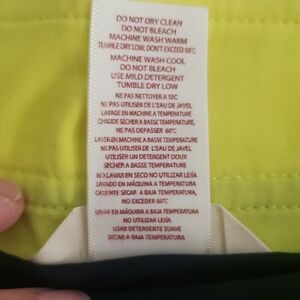 DO NOT DRY CLEAN
DO NOT BLEACH
MACHINE WASH WARM
TUMBLE DRY LOW, DON'T EXCEED 60°C
MACHINE WASH COOL
DO NOT BLEACH
USE MILD DETERGENT
TUMBLE DRY LOW
NE PAS NETTOYER A SEC
NE PAS UTILISER DE L'EAU DE JAVEL
LAVAGE EN MACHINE A TEMPERATURE
CHAUDE SECHER A BASSE TEMPERATURE,
NE PAS DEPASSER 60°C
LAVER EN MACHINE A BASSE TEMPERATURE
NE PAS UTILISER DE L'EAU DE JAVEL
UTILISER UN DETERGENT DOUX
SECHER A BASSE TEMPERATURE
NO LAVAR EN SECO NO UTILIZAR LEJÍA
LAVADO EN MÁQUINA A TEMPERATURA
CALIENTE SECAR A BAJA TEMPERATURA
NO EXCEDER 60°C
LAVAR EN MÁQUINA A BAJA TEMPERATURA
NO UTILIZAR LEJÍA
USAR DETERGENTE SUAVE
SECAR A BAJA TEMPERATURA